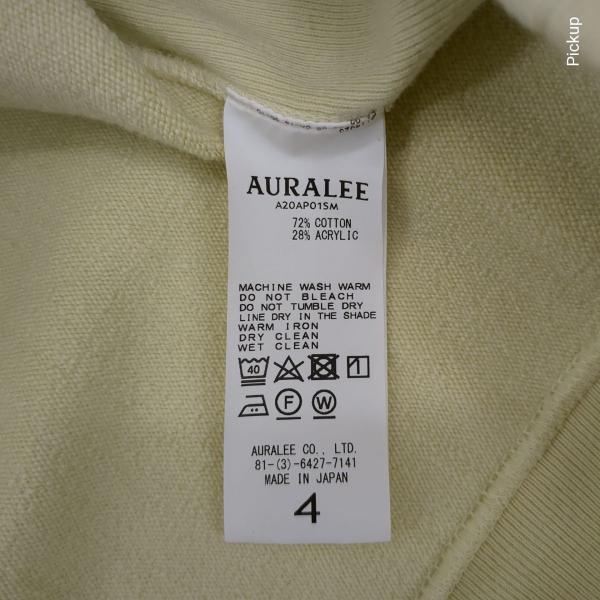 Pickup
AURALEE
A20AP01SM
72% COTTON
28% ACRYLIC
MACHINE WASH WARM
DO NOT BLEACH
DO NOT TUMBLE DRY
LINE DRY IN THE SHADE
WARM IRON
DRY CLEAN
WET CLEAN
40
F W
AURALEE CO., LTD.
81-(3)-6427-7141
MADE IN JAPAN
4